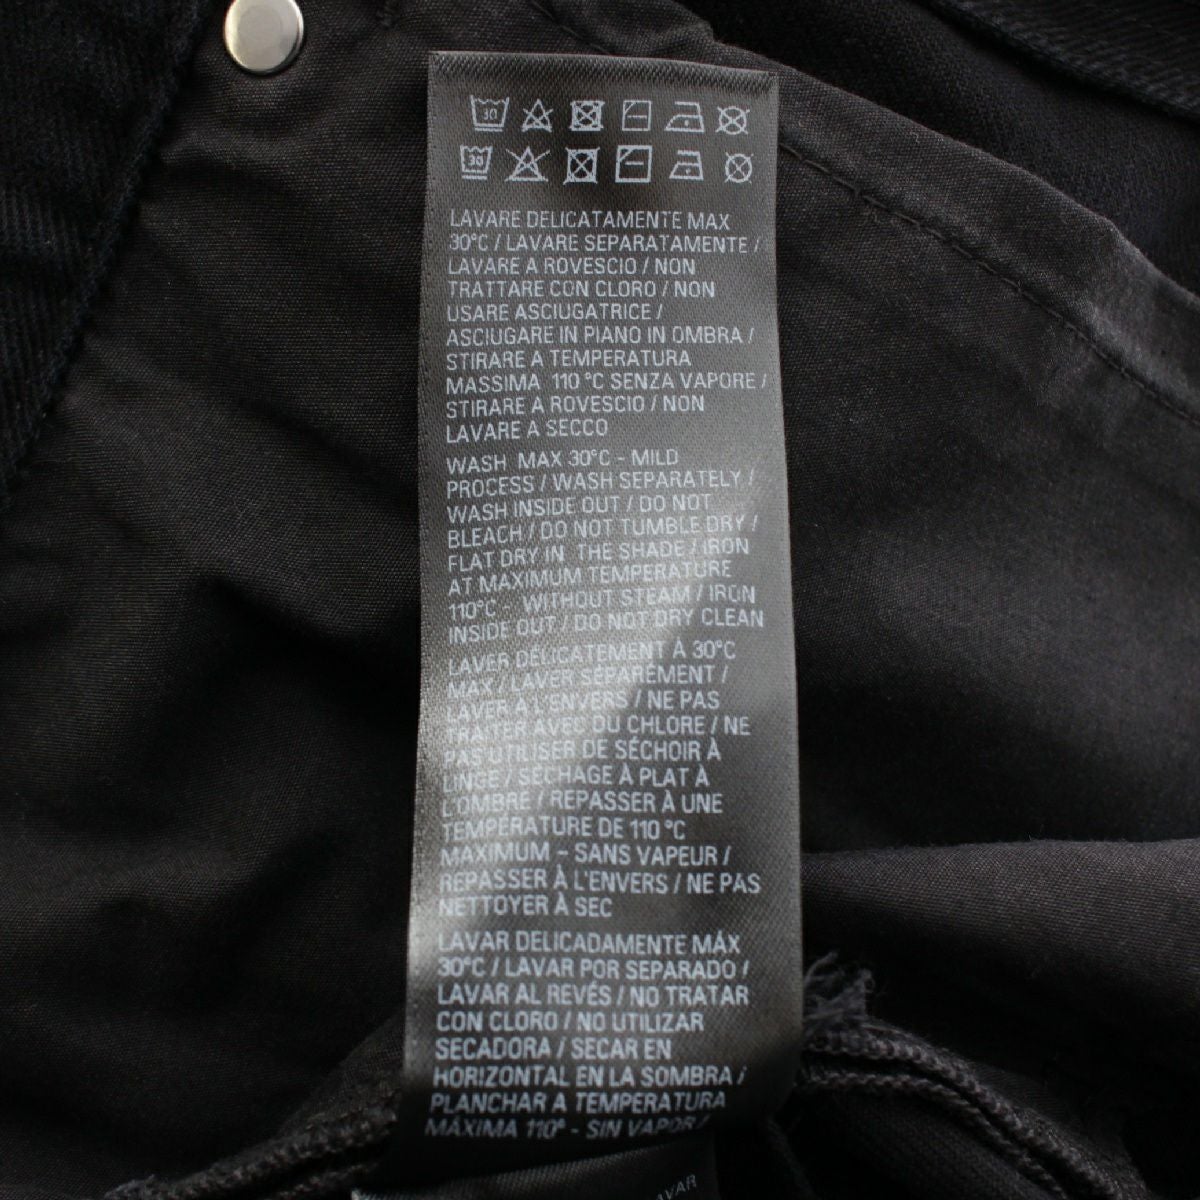 30
30
LAVARE DELICATAMENTE MAX
30°C / LAVARE SEPARATAMENTE /
LAVARE A ROVESCIO / NON
TRATTARE CON CLORO / NON
USARE ASCIUGATRICE /
ASCIUGARE IN PIANO IN OMBRA /
STIRARE A TEMPERATURA
MASSIMA 110 °C SENZA VAPORE /
STIRARE A ROVESCIO / NON
LAVARE A SECCO
WASH MAX 30°C - MILD
PROCESS / WASH SEPARATELY /
WASH INSIDE OUT / DO NOT
BLEACH / DO NOT TUMBLE DRY /
FLAT DRY IN THE SHADE / IRON
AT MAXIMUM TEMPERATURE
110°C - WITHOUT STEAM / IRON
INSIDE OUT / DO NOT DRY CLEAN
LAVER DÉLICATEMENT À 30°C
MAX / LAVER SÉPARÉMENT /
LAVER A L'ENVERS / NE PAS
TRAITER AVEC DU CHLORE / NE
PAS UTILISER DE SÉCHOIR À
LINGE / SÉCHAGE À PLAT À
L'OMBRE / REPASSER À UNE
TEMPÉRATURE DE 110 °C
MAXIMUM - SANS VAPEUR /
REPASSER À L'ENVERS / NE PAS
NETTOYER À SEC
LAVAR DELICADAMENTE MÁX
30°C / LAVAR POR SEPARADO /
LAVAR AL REVÉS / NO TRATAR
CON CLORO / NO UTILIZAR
SECADORA / SECAR EN
HORIZONTAL EN LA SOMBRA /
PLANCHAR A TEMPERATURA
MÁXIMA 110° - SIN VAPOR /
LAVAR